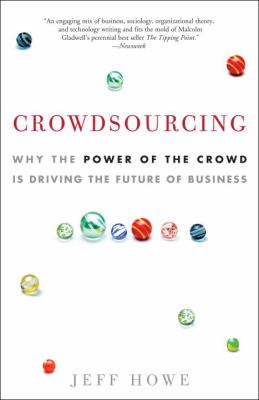 "An engaging mix of business, sociology, organizational theory,
and technology writing and fits the mold of Malcolm
Gladwell's perennial best seller The Tipping Point."
—Newsweek
CROWDSOURCING
WHY THE POWER OF THE CROWD
IS DRIVING THE FUTURE OF BUSINESS
JEFF HOWE